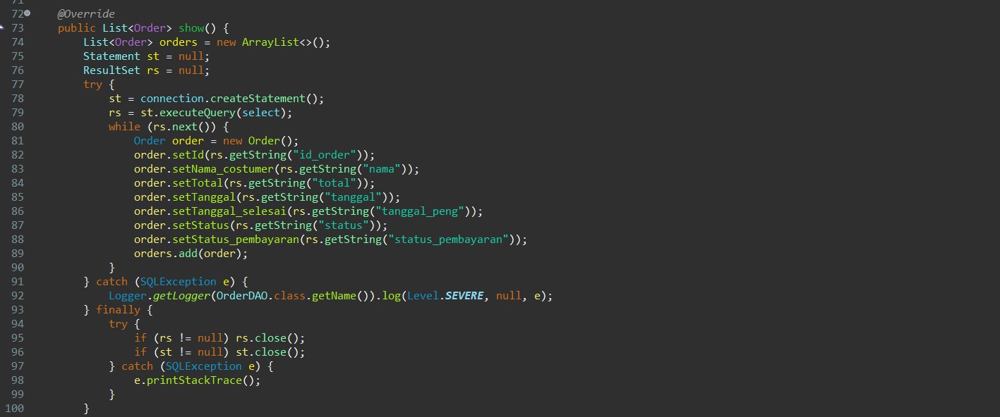 72 @Override
73 public List<Order> show() {
74 List<Order> orders = new ArrayList<>();
75 Statement st = null;
76 ResultSet rs = null;
77 try {
78 st = connection.createStatement();
79 rs = st.executeQuery(select);
80 while (rs.next()) {
81 Order order = new Order();
82 order.setId(rs.getString("id_order"));
83 order.setNama_costumer(rs.getString("nama"));
84 order.setTotal(rs.getString("total"));
85 order.setTanggal(rs.getString("tanggal"));
86 order.setTanggal_selesai(rs.getString("tanggal_peng"));
87 order.setStatus(rs.getString("status"));
88 order.setStatus_pembayaran(rs.getString("status_pembayaran"));
89 orders.add(order);
90 }
91 } catch (SQLException e) {
92 Logger.getLogger(OrderDAO.class.getName()).log(Level.SEVERE, null, e);
93 } finally {
94 try {
95 if (rs != null) rs.close();
96 if (st != null) st.close();
97 } catch (SQLException e) {
98 e.printStackTrace();
99 }
100 }